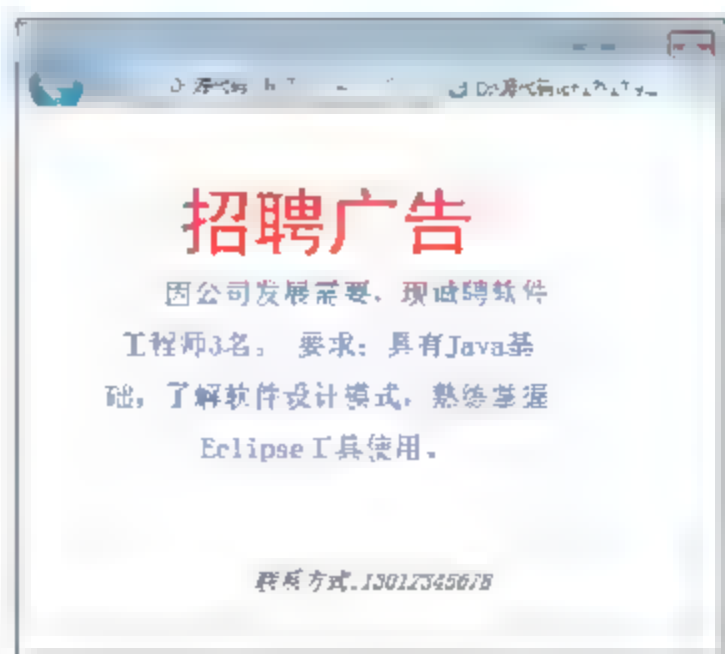 招聘广告
因公司发展需要，现诚聘软件
工程师3名。 要求：具有Java基
础，了解软件设计模式，熟练掌握
Eclipse工具使用。
联系方式:13012345678